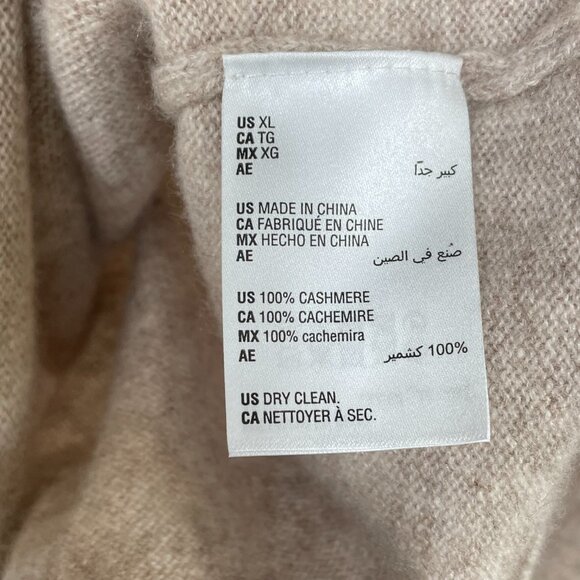 US XL
CA TG
MX XG
AE كبير جدًا
US MADE IN CHINA
CA FABRIQUÉ EN CHINE
MX HECHO EN CHINA
AE صُنع في الصين
US 100% CASHMERE
CA 100% CACHEMIRE
MX 100% cachemira
AE 100% كشمير
US DRY CLEAN.
CA NETTOYER À SEC.